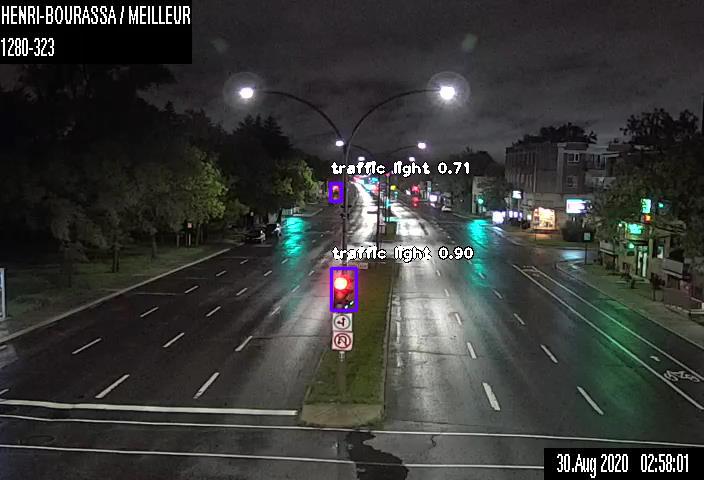 HENRI-BOURASSA / MEILLEUR
1280-323
traffic light 0.71
traffic light 0.90
30.Aug 2020 02:58:01